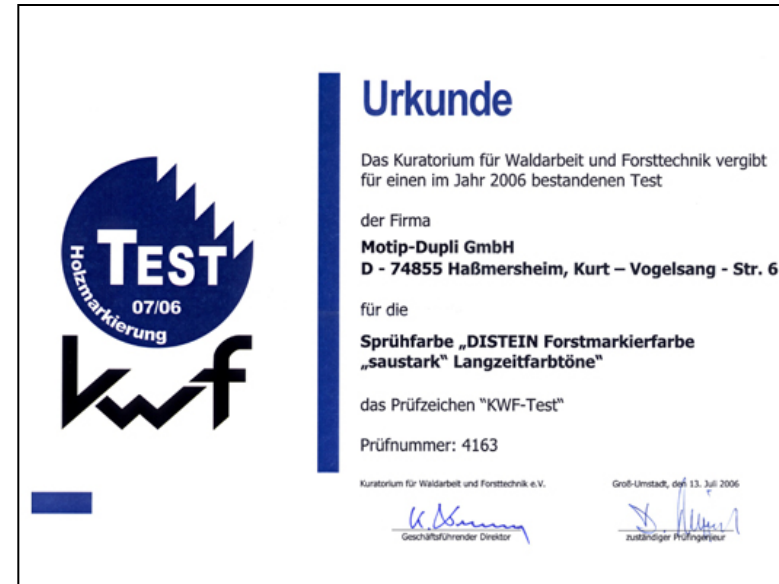 Urkunde
Das Kuratorium für Waldarbeit und Forsttechnik vergibt
für einen im Jahr 2006 bestandenen Test
der Firma
Motip-Dupli GmbH
D - 74855 Haßmersheim, Kurt – Vogelsang - Str. 6
für die
Sprühfarbe „DISTEIN Forstmarkierfarbe
„saustark" Langzeitfarbtöne"
das Prüfzeichen "KWF-Test"
Prüfnummer: 4163
Kuratorium für Waldarbeit und Forsttechnik e.V.
Groß-Umstadt, den 13. Juli 2006
Geschäftsführender Direktor
zuständiger Prüfingenieur
TEST
07/06
Holzmarkierung
kwf